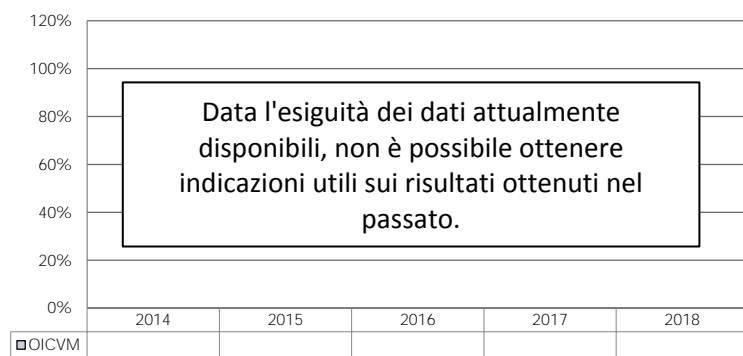 120%
100%
80%
60%
40%
20%
0%
Data l'esiguità dei dati attualmente
disponibili, non è possibile ottenere
indicazioni utili sui risultati ottenuti nel
passato.
2014 2015 2016 2017 2018
OICVM